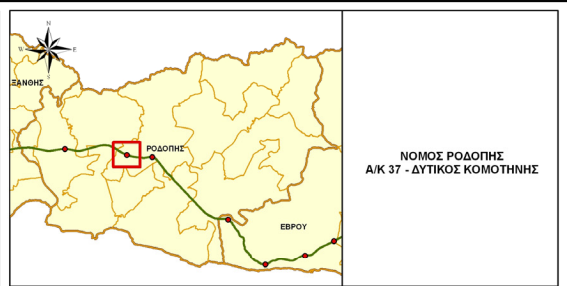 N
W E
S
ΞΑΝΘΗΣ
ΡΟΔΟΠΗΣ
ΕΒΡΟΥ
ΝΟΜΟΣ ΡΟΔΟΠΗΣ
Α/Κ 37 - ΔΥΤΙΚΟΣ ΚΟΜΟΤΗΝΗΣ